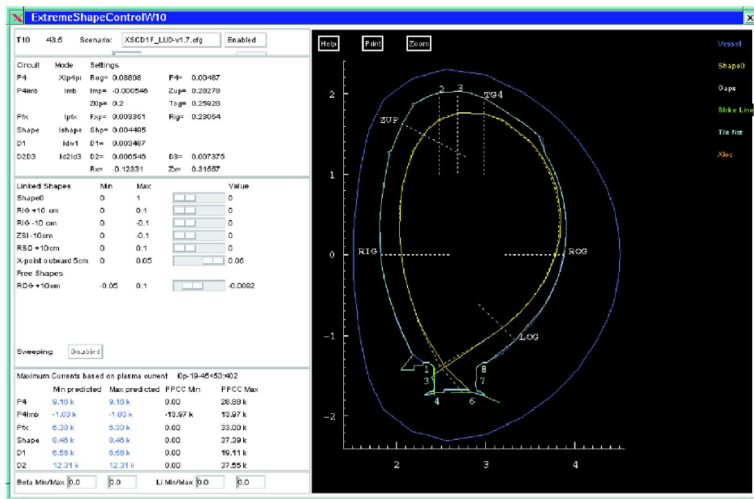 ExtremeShapeControlW10
T10 43.5 Scenario: XSCD1F_LUD-v1.7.cfg Enabled
Circuit Mode Settings
P4 XIp4pr Rog= 0.08808 P4= 0.00487
P4Imb Imb Imp= -0.000546 Zup= 0.28278
Z0p= 0.2 Tog= 0.25928
Pfx Ipfx Fxp= 0.003361 Rig= 0.23054
Shape Ishape Shp= 0.004495
D1 Idiv1 D1= 0.003487
D2D3 Id2Id3 D2= 0.006546 D3= 0.007375
Rx= -0.12331 Zx= 0.31557
Linked Shapes Min Max Value
Shape0 0 1 0
RIG +10 cm 0 0.1 0
RIG -10 cm 0 -0.1 0
ZSI -10cm 0 -0.1 0
RSO +10cm 0 0.1 0
X-point outward 5cm 0 0.05 0.05
Free Shapes
ROG +10cm -0.05 0.1 -0.0092
Sweeping Disabled
Maximum Currents based on plasma current
Min predicted Max predicted PPCC Min PPCC Max
P4 9.10 k 9.10 k 0.00 28.88 k
P4Imb -1.03 k -1.03 k -13.97 k 13.97 k
Pfx 6.30 k 6.30 k 0.00 33.00 k
Shape 8.46 k 8.46 k 0.00 37.39 k
D1 6.56 k 6.56 k 0.00 19.11 k
D2 12.31 k 12.31 k 0.00 37.55 k
Beta Min/Max 0.0 0.0 Li Min/Max 0.0 0.0
Help Print Zoom
Vessel
Shape0
Gaps
Strike Line
Tile Nr
Xloc
2 3 TG4
ZUP
RIG ROG
LOG
1 8
3 7
4 6
2
1
0
-1
-2
2 3 4